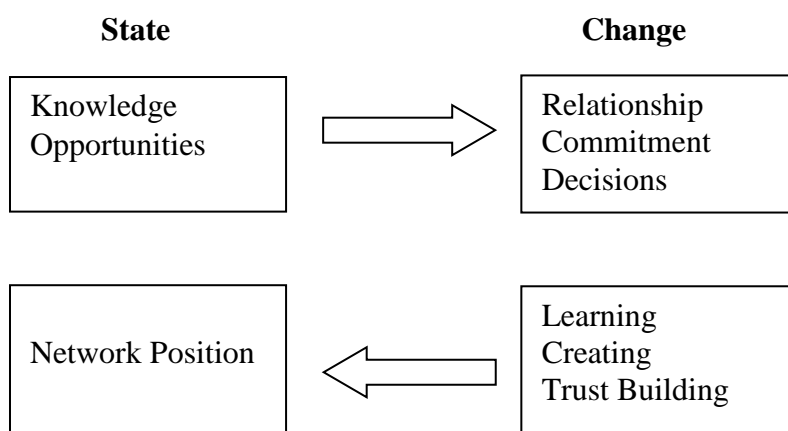 State
Change
Knowledge
Opportunities
Relationship
Commitment
Decisions
Network Position
Learning
Creating
Trust Building